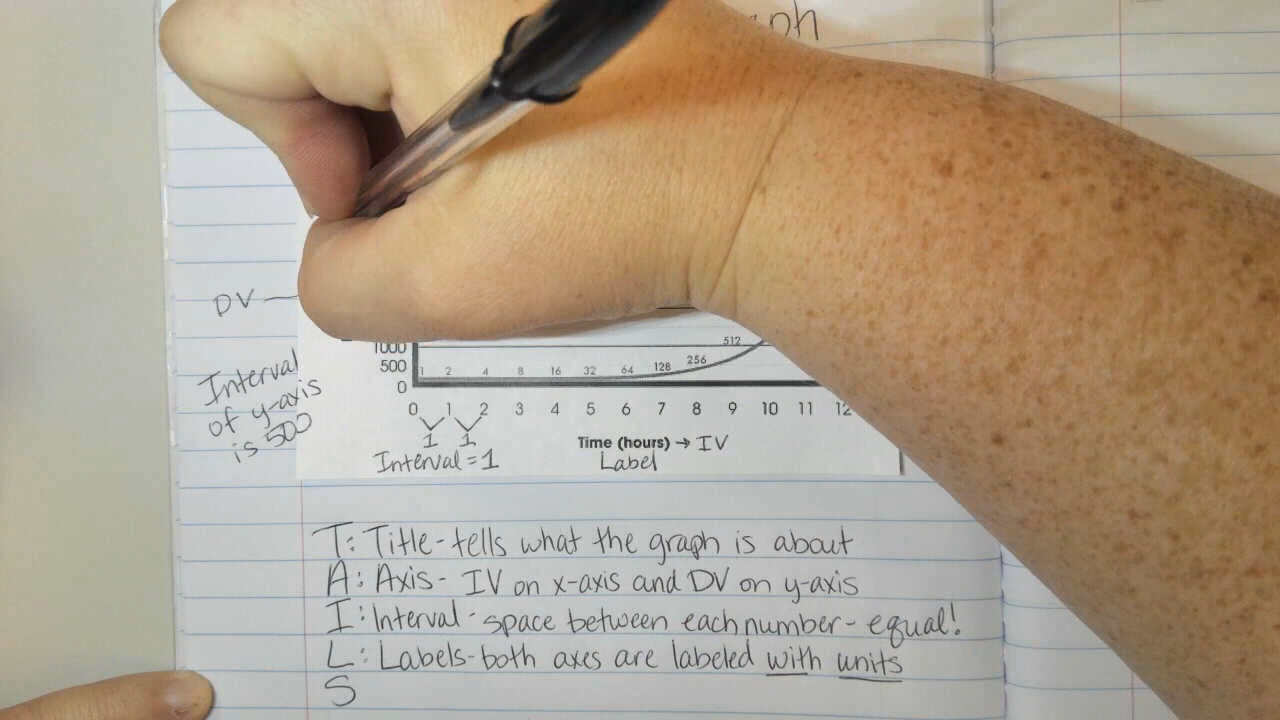 DV
Interval
of y-axis
is 500
1000
500
0
1 2 4 8 16 32 64 128 256 512
0 1 2 3 4 5 6 7 8 9 10 11 12
1 1
Interval = 1
Time (hours) → IV
Label
T: Title - tells what the graph is about
A: Axis - IV on x-axis and DV on y-axis
I: Interval - space between each number - equal!
L: Labels - both axes are labeled with units
S